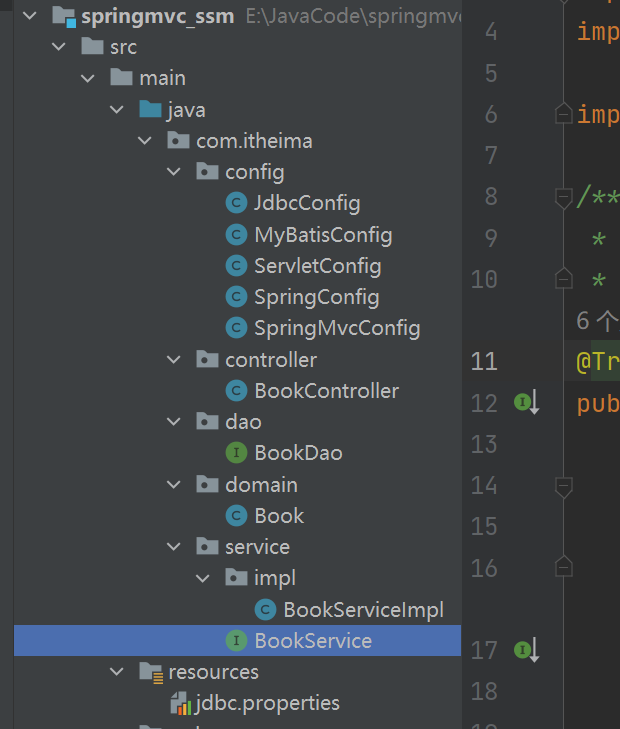 springmvc_ssm E:\JavaCode\springmvc
src
main
java
com.itheima
config
JdbcConfig
MyBatisConfig
ServletConfig
SpringConfig
SpringMvcConfig
controller
BookController
dao
BookDao
domain
Book
service
impl
BookServiceImpl
BookService
resources
jdbc.properties
4 imp
5
6 imp
7
8 /**
9 *
10 *
6 个
11 @Tr
12 pub
13
14
15
16
17
18